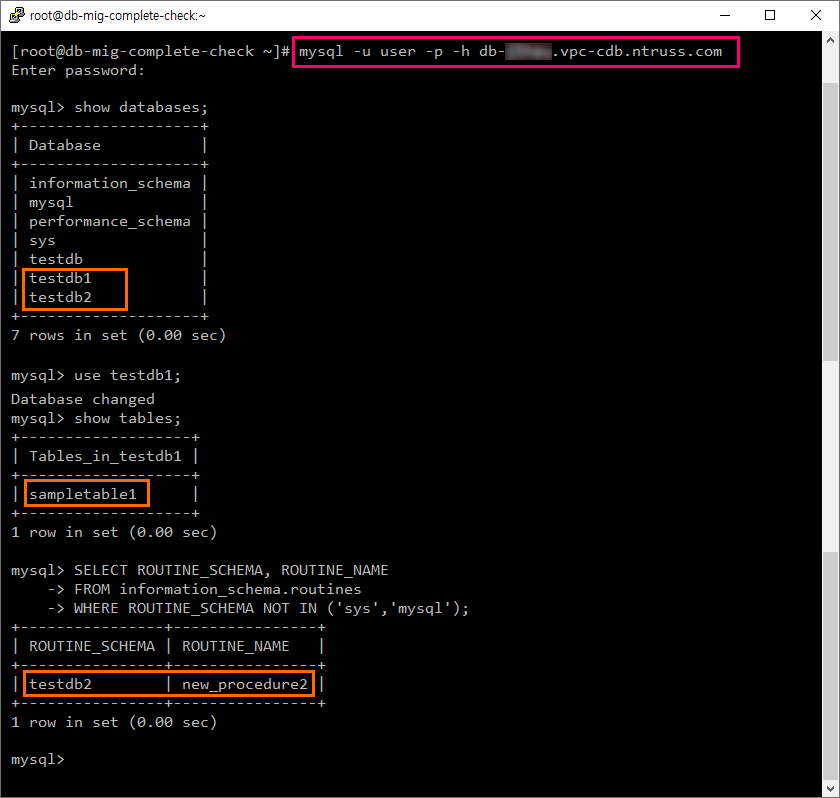 root@db-mig-complete-check:~
[root@db-mig-complete-check ~]# mysql -u user -p -h db- .vpc-cdb.ntruss.com
Enter password:
mysql> show databases;
+--------------------+
| Database           |
+--------------------+
| information_schema |
| mysql              |
| performance_schema |
| sys                |
| testdb             |
| testdb1            |
| testdb2            |
+--------------------+
7 rows in set (0.00 sec)
mysql> use testdb1;
Database changed
mysql> show tables;
+-------------------+
| Tables_in_testdb1 |
+-------------------+
| sampletable1      |
+-------------------+
1 row in set (0.00 sec)
mysql> SELECT ROUTINE_SCHEMA, ROUTINE_NAME
    -> FROM information_schema.routines
    -> WHERE ROUTINE_SCHEMA NOT IN ('sys','mysql');
+----------------+----------------+
| ROUTINE_SCHEMA | ROUTINE_NAME   |
+----------------+----------------+
| testdb2        | new_procedure2 |
+----------------+----------------+
1 row in set (0.00 sec)
mysql>